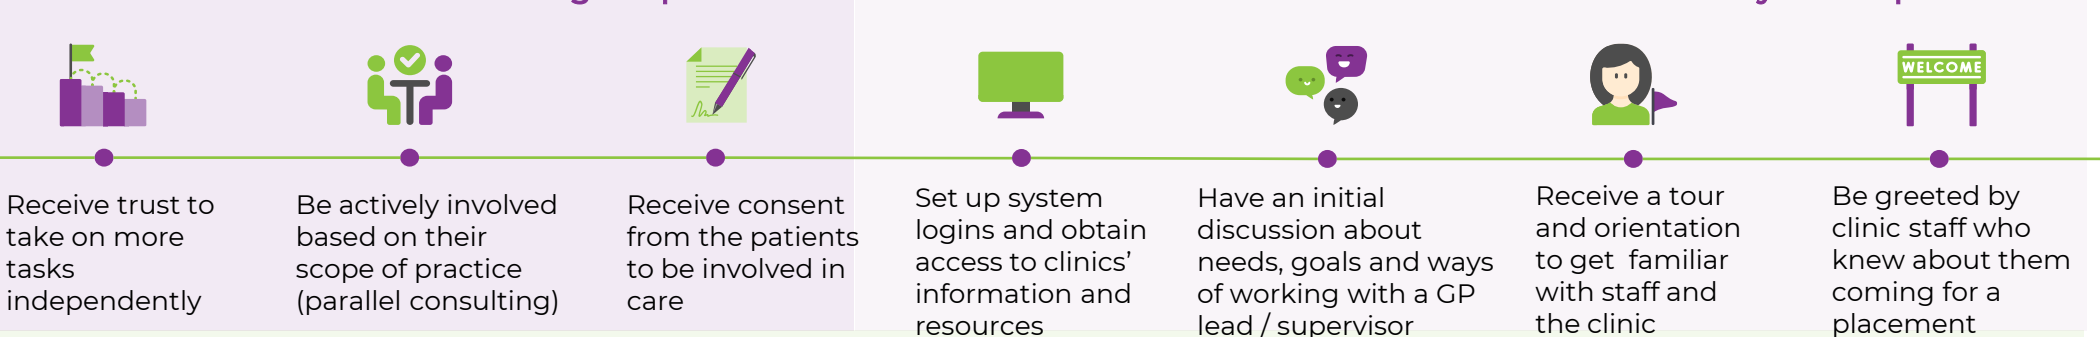 WELCOME
Receive trust to
take on more
tasks
independently
Be actively involved
based on their
scope of practice
(parallel consulting)
Receive consent
from the patients
to be involved in
care
Set up system
logins and obtain
access to clinics’
information and
resources
Have an initial
discussion about
needs, goals and ways
of working with a GP
lead / supervisor
Receive a tour
and orientation
to get  familiar
with staff and
the clinic
Be greeted by
clinic staff who
knew about them
coming for a
placement